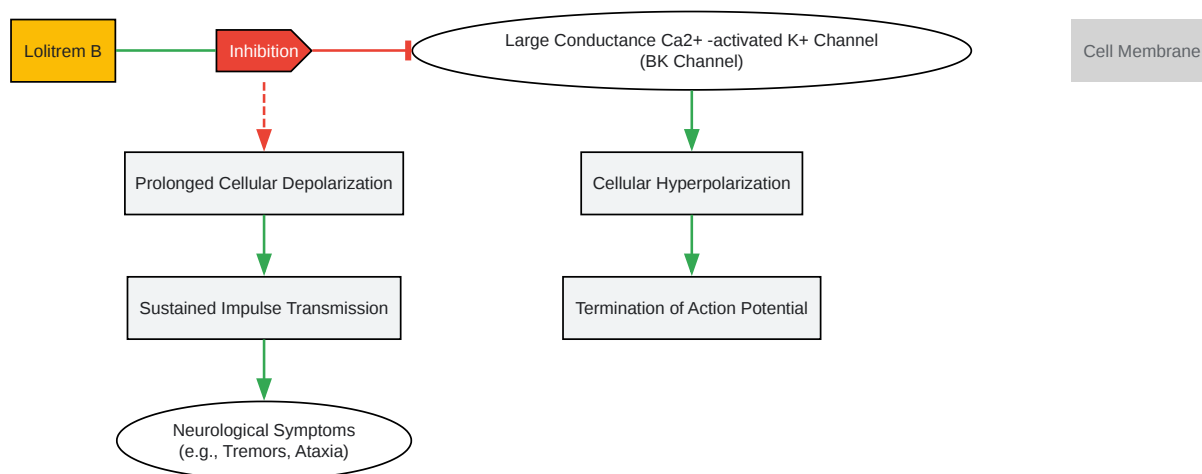 Lolitrem B
Inhibition
Large Conductance Ca2+ -activated K+ Channel
(BK Channel)
Cell Membrane
Prolonged Cellular Depolarization
Cellular Hyperpolarization
Sustained Impulse Transmission
Termination of Action Potential
Neurological Symptoms
(e.g., Tremors, Ataxia)